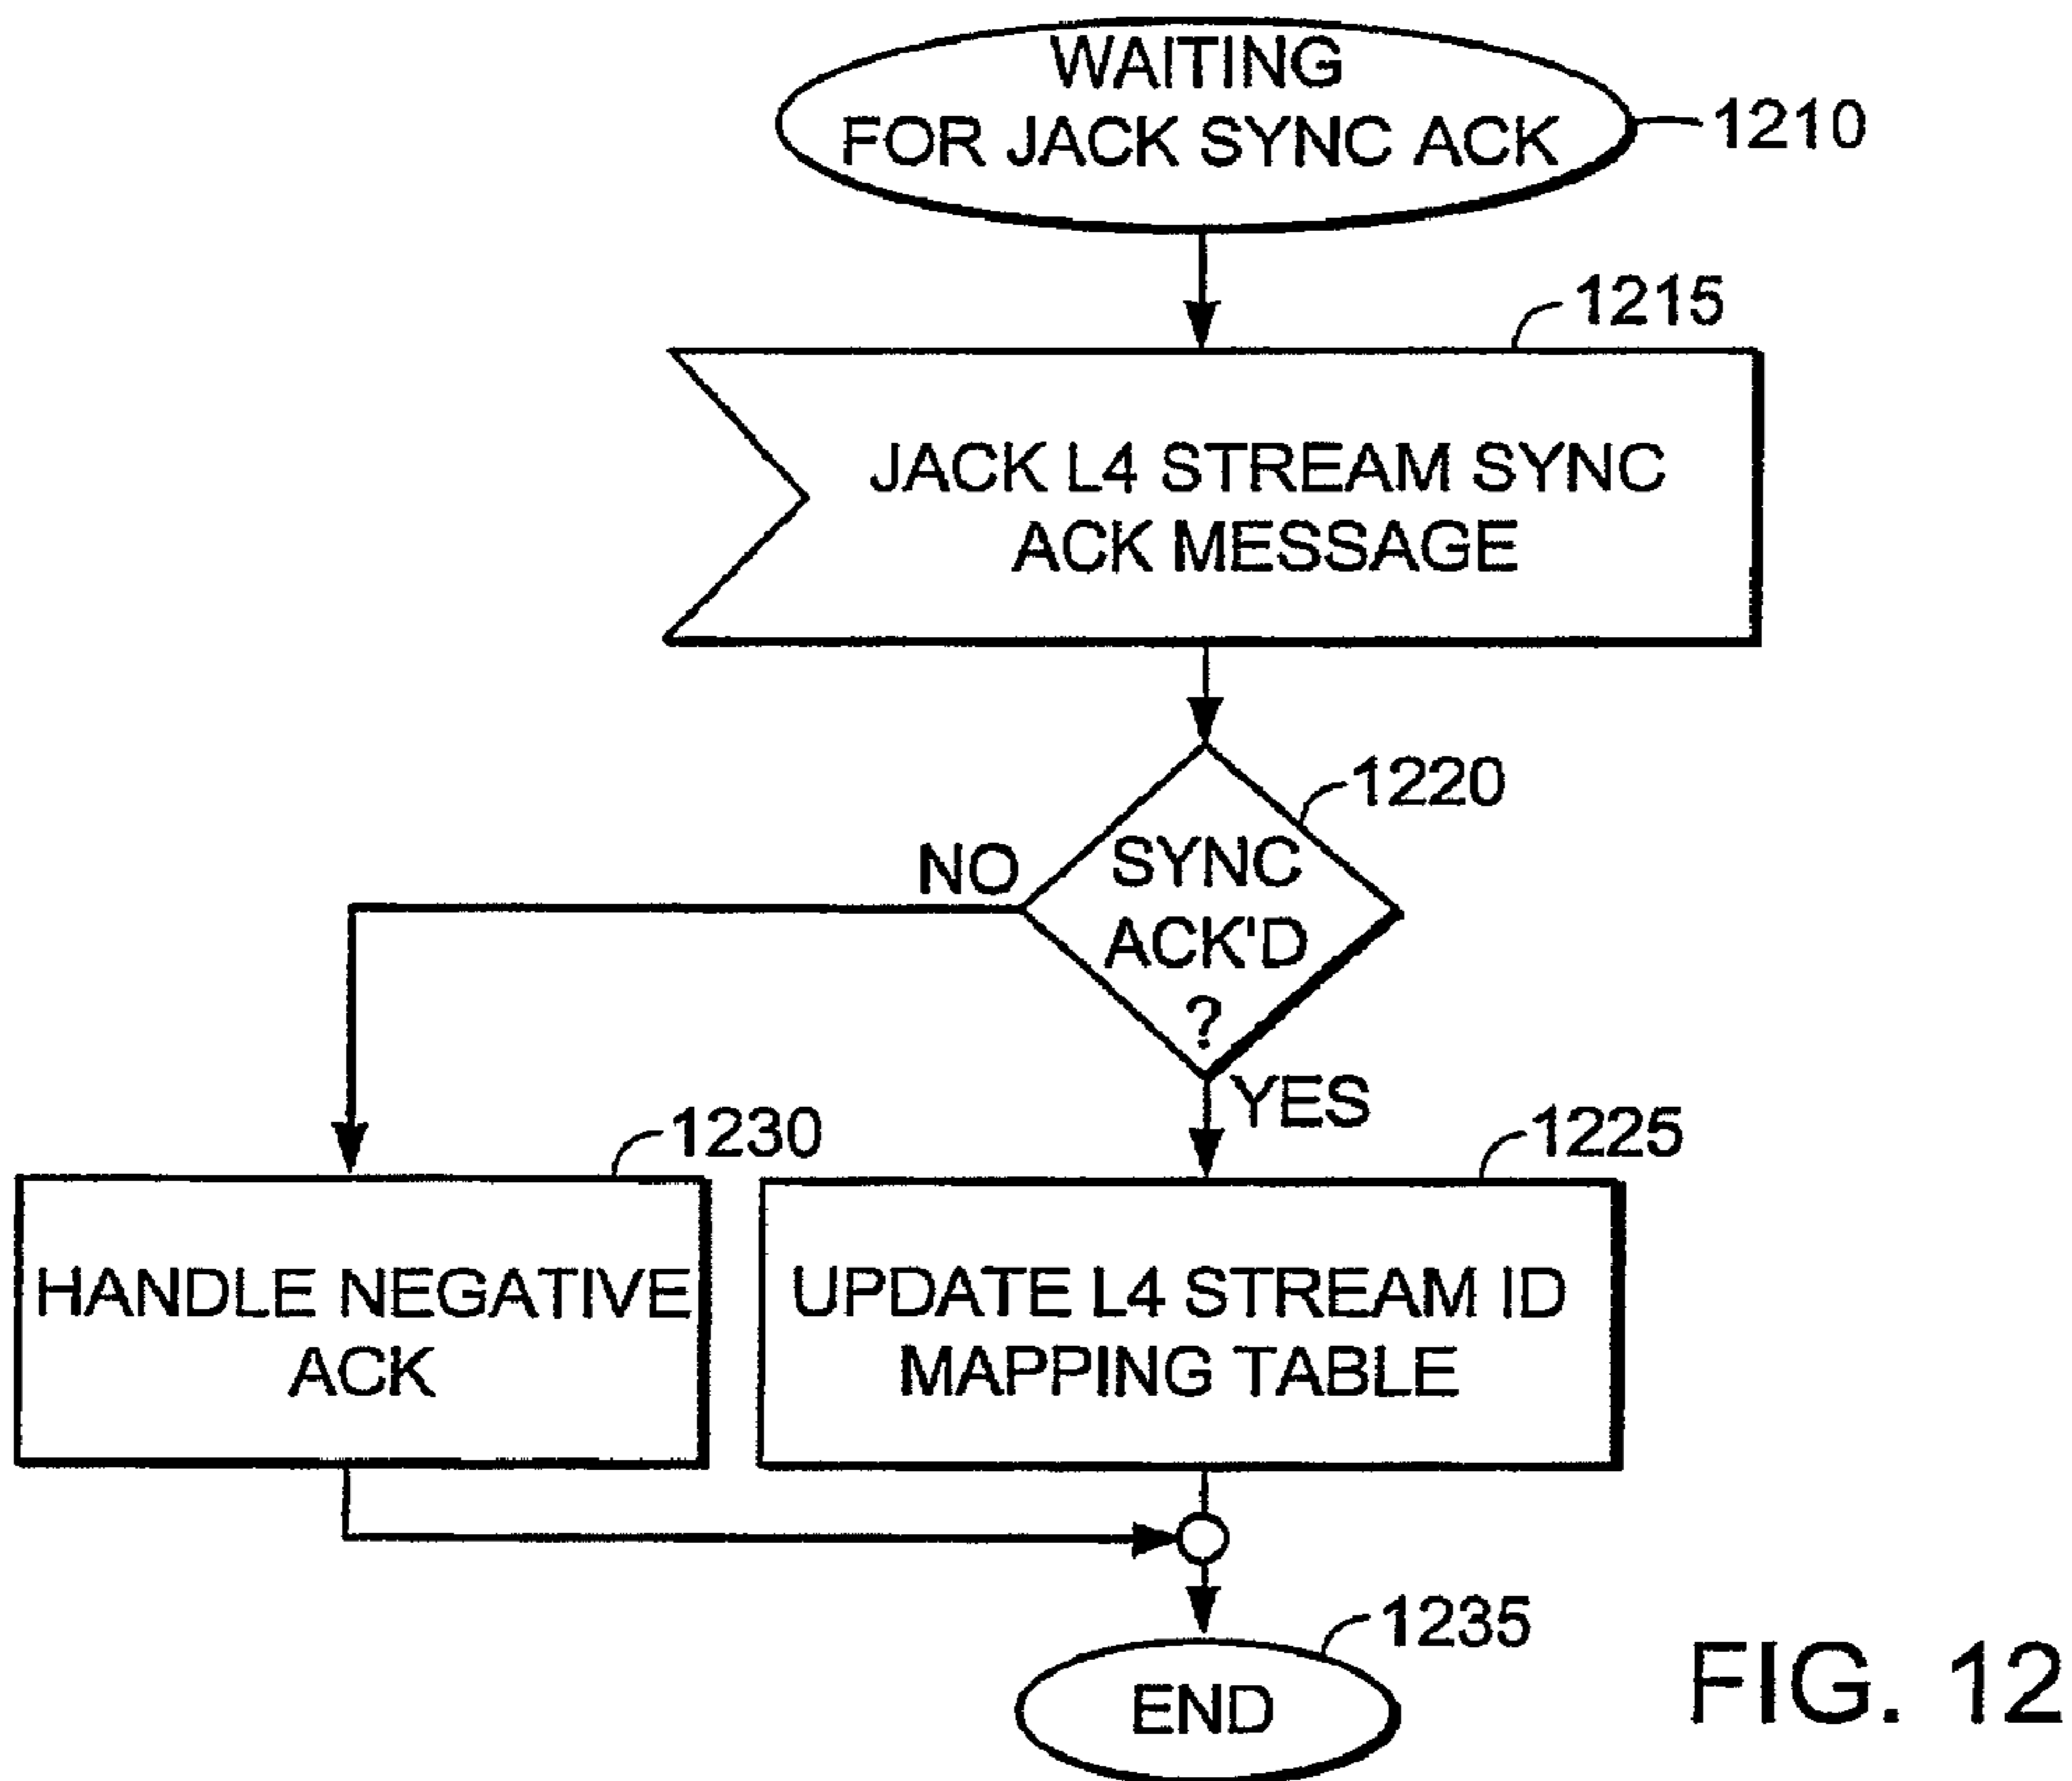 WAITING
FOR JACK SYNC ACK
1210
1215
JACK L4 STREAM SYNC
ACK MESSAGE
1220
SYNC
ACK'D
?
NO
YES
1230
1225
HANDLE NEGATIVE
ACK
UPDATE L4 STREAM ID
MAPPING TABLE
1235
END
FIG. 12